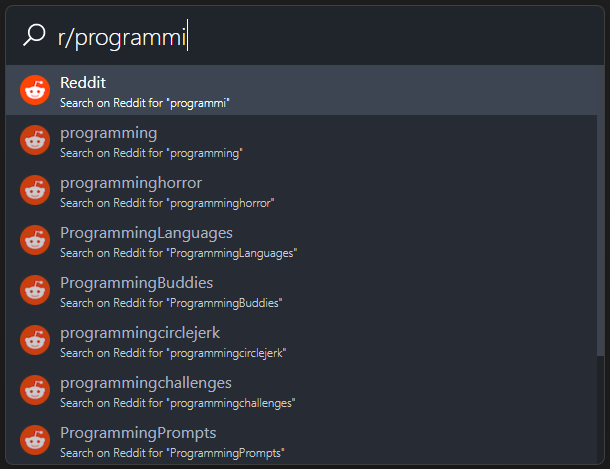 r/programmi
Reddit
Search on Reddit for "programmi"
programming
Search on Reddit for "programming"
programminghorror
Search on Reddit for "programminghorror"
ProgrammingLanguages
Search on Reddit for "ProgrammingLanguages"
ProgrammingBuddies
Search on Reddit for "ProgrammingBuddies"
programmingcirclejerk
Search on Reddit for "programmingcirclejerk"
programmingchallenges
Search on Reddit for "programmingchallenges"
ProgrammingPrompts
Search on Reddit for "ProgrammingPrompts"